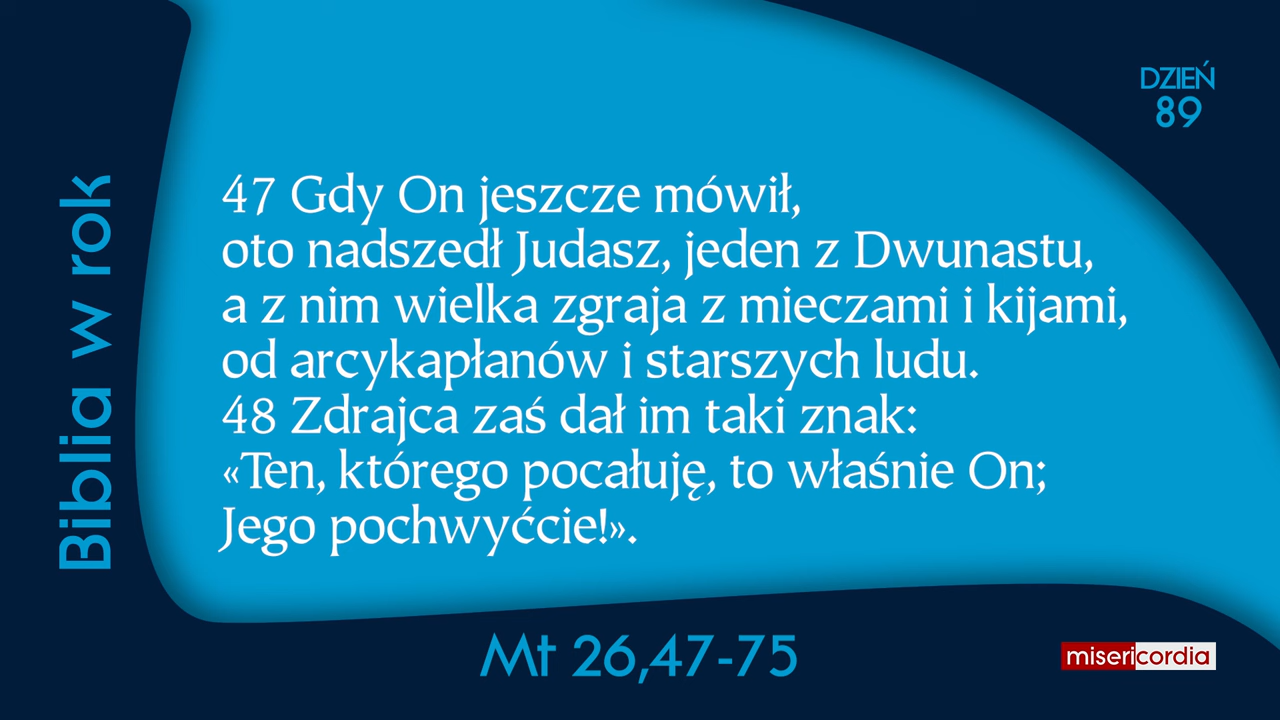 DZIEŃ
89
Biblia w rok
47 Gdy On jeszcze mówił,
oto nadszedł Judasz, jeden z Dwunastu,
a z nim wielka zgraja z mieczami i kijami,
od arcykapłanów i starszych ludu.
48 Zdrajca zaś dał im taki znak:
«Ten, którego pocałuję, to właśnie On;
Jego pochwyćcie!».
Mt 26,47-75
misericordia